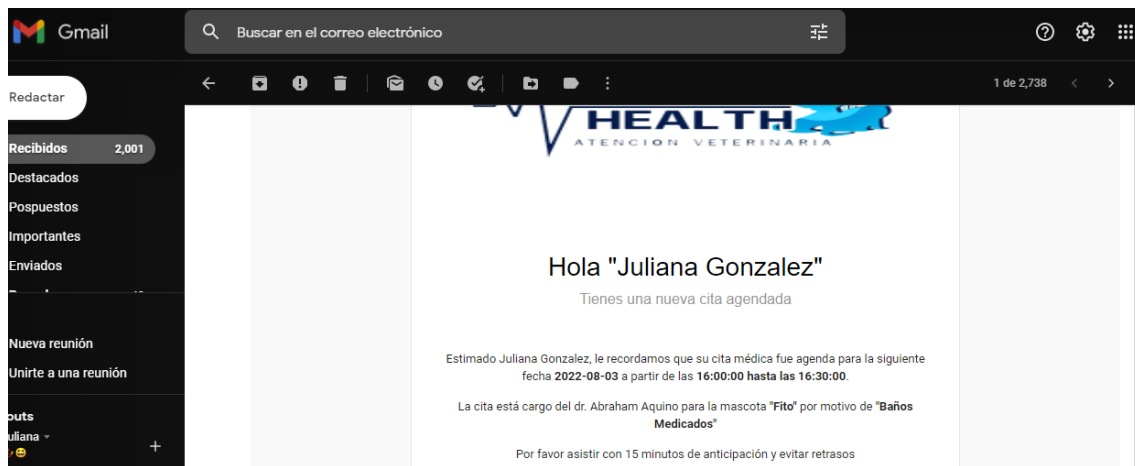 Gmail
Buscar en el correo electrónico
Redactar
1 de 2,738
Recibidos 2,001
Destacados
Pospuestos
Importantes
Enviados
Nueva reunión
Unirte a una reunión
outs
uliana
HEALTH
ATENCION VETERINARIA
Hola "Juliana Gonzalez"
Tienes una nueva cita agendada
Estimado Juliana Gonzalez, le recordamos que su cita médica fue agenda para la siguiente
fecha 2022-08-03 a partir de las 16:00:00 hasta las 16:30:00.
La cita está cargo del dr. Abraham Aquino para la mascota "Fito" por motivo de "Baños
Medicados"
Por favor asistir con 15 minutos de anticipación y evitar retrasos